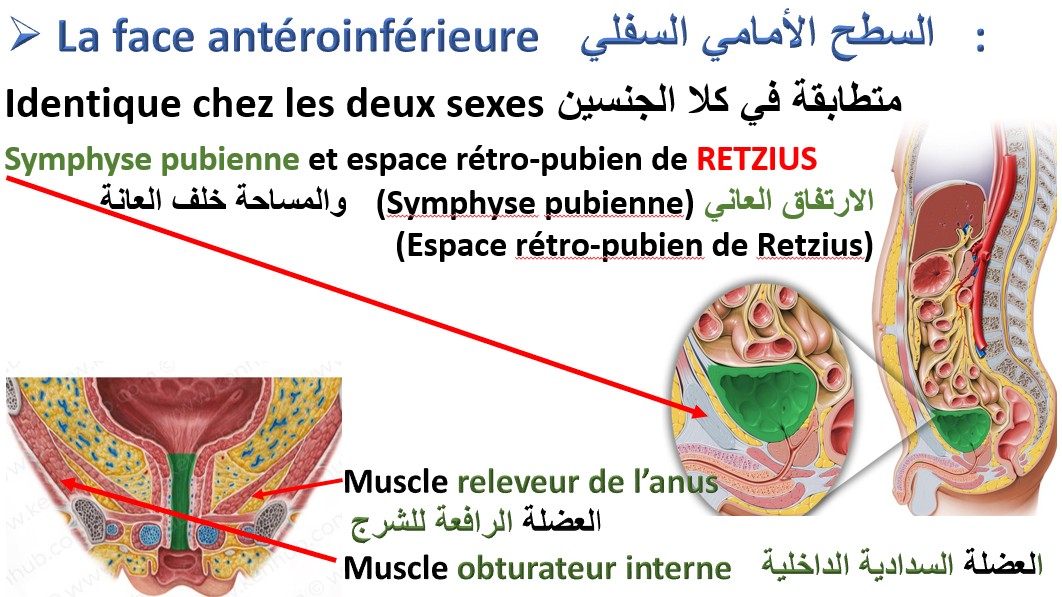 ➢ La face antéroinférieure السطح الأمامي السفلي :
Identique chez les deux sexes متطابقة في كلا الجنسين
Symphyse pubienne et espace rétro-pubien de RETZIUS
الارتفاق العاني (Symphyse pubienne) والمساحة خلف العانة
(Espace rétro-pubien de Retzius)
Muscle releveur de l’anus
العضلة الرافعة للشرج
Muscle obturateur interne العضلة السدادية الداخلية